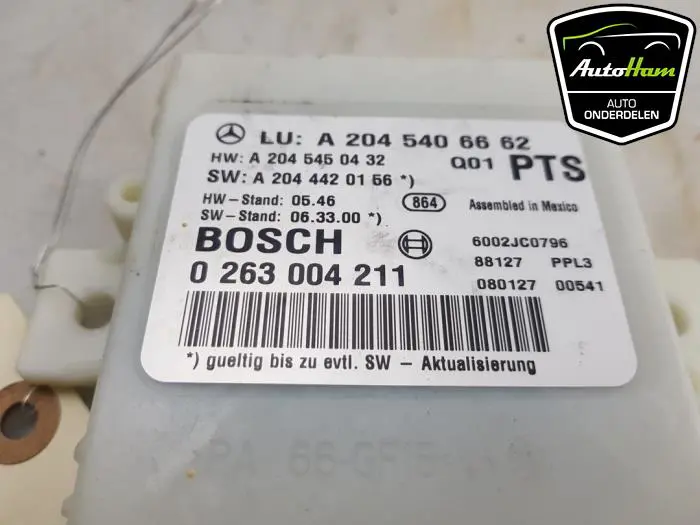 AutoHam
AUTO
ONDERDELEN
LU: A 204 540 66 62
HW: A 204 545 04 32 Q01 PTS
SW: A 204 442 01 56 *)
HW-Stand: 05.46 864 Assembled in Mexico
SW-Stand: 06.33.00 *)
BOSCH 6002JC0796
0 263 004 211 88127 PPL3
080127 00541
*) gueltig bis zu evtl. SW - Aktualisierung